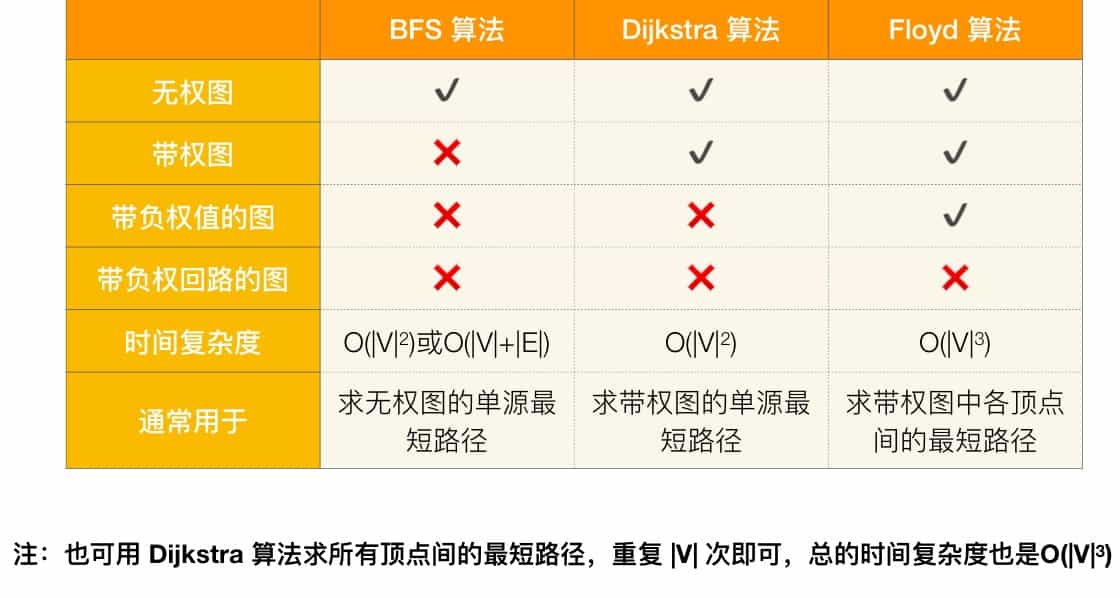 BFS 算法 Dijkstra 算法 Floyd 算法
无权图 ✔ ✔ ✔
带权图 ❌ ✔ ✔
带负权值的图 ❌ ❌ ✔
带负权回路的图 ❌ ❌ ❌
时间复杂度 O(|V|²)或O(|V|+|E|) O(|V|²) O(|V|³)
通常用于 求无权图的单源最 求带权图的单源最 求带权图中各顶点
短路径 短路径 间的最短路径
注：也可用 Dijkstra 算法求所有顶点间的最短路径，重复 |V| 次即可，总的时间复杂度也是O(|V|³)